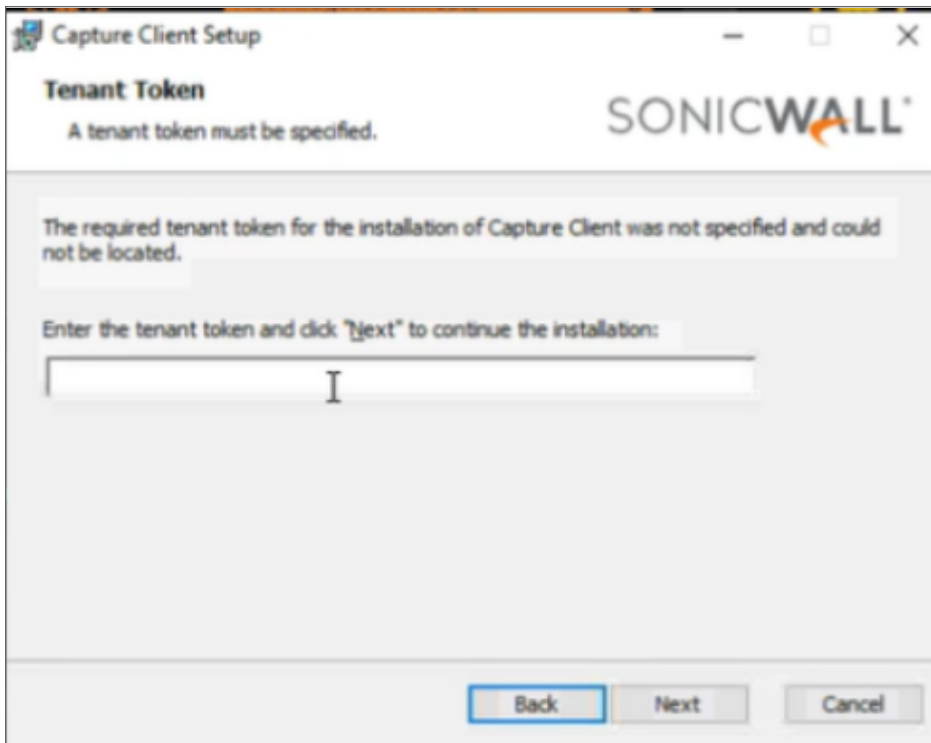 Capture Client Setup
Tenant Token
A tenant token must be specified.
SONICWALL
The required tenant token for the installation of Capture Client was not specified and could
not be located.
Enter the tenant token and click "Next" to continue the installation:
Back Next Cancel